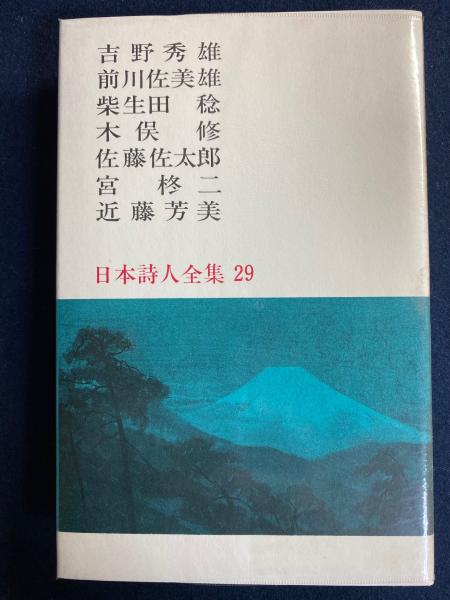 吉野秀雄
前川佐美雄
柴生田稔
木俣修
佐藤佐太郎
宮柊二
近藤芳美
日本詩人全集 29